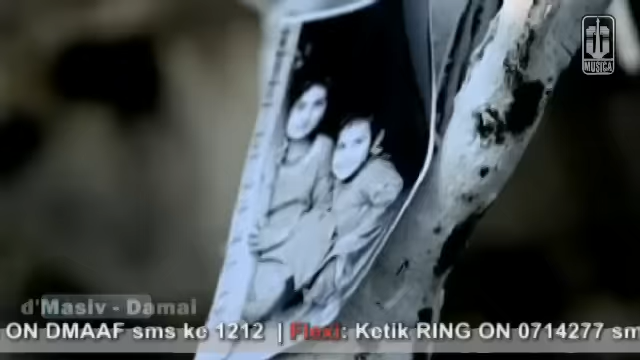 MUSICA
d'Masiv - Damai
ON DMAAF sms ke 1212 | Flexi: Ketik RING ON 0714277 sm